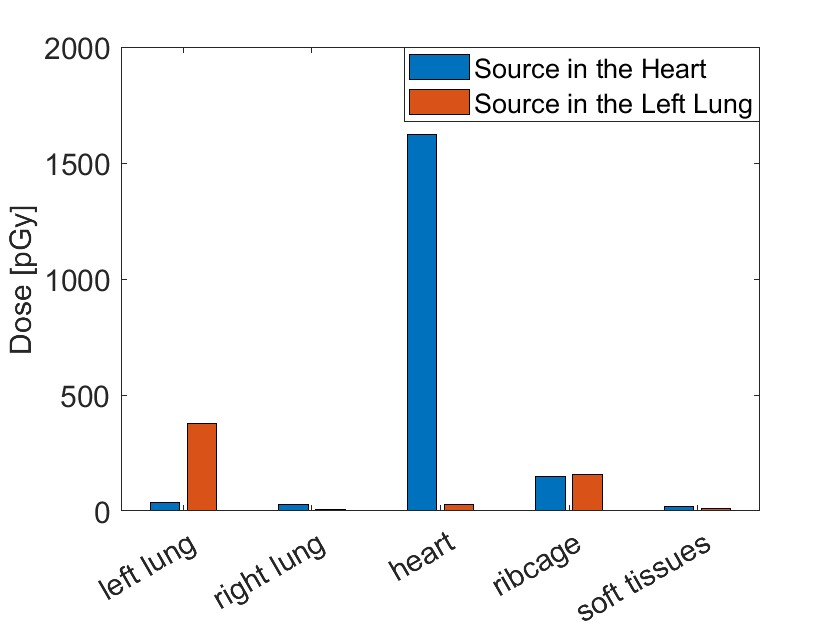 2000
1500
1000
500
0
Dose [pGy]
Source in the Heart
Source in the Left Lung
left lung
right lung
heart
ribcage
soft tissues